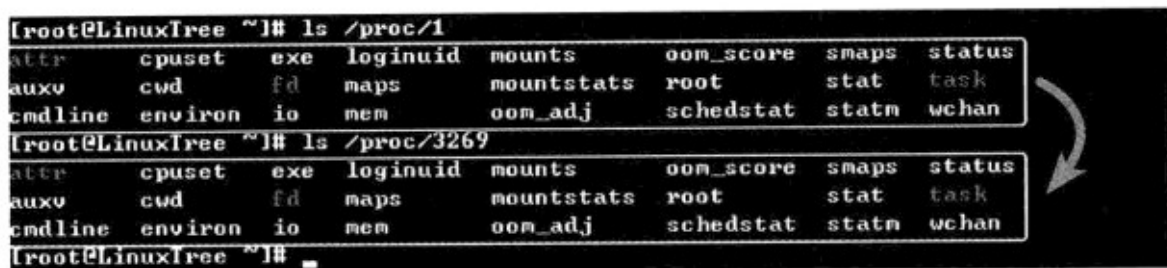 [root@LinuxTree ~]# ls /proc/1
attr cpuset exe loginuid mounts oom_score smaps status
auxv cwd fd maps mountstats root stat task
cmdline environ io mem oom_adj schedstat statm wchan
[root@LinuxTree ~]# ls /proc/3269
attr cpuset exe loginuid mounts oom_score smaps status
auxv cwd fd maps mountstats root stat task
cmdline environ io mem oom_adj schedstat statm wchan
[root@LinuxTree ~]# _